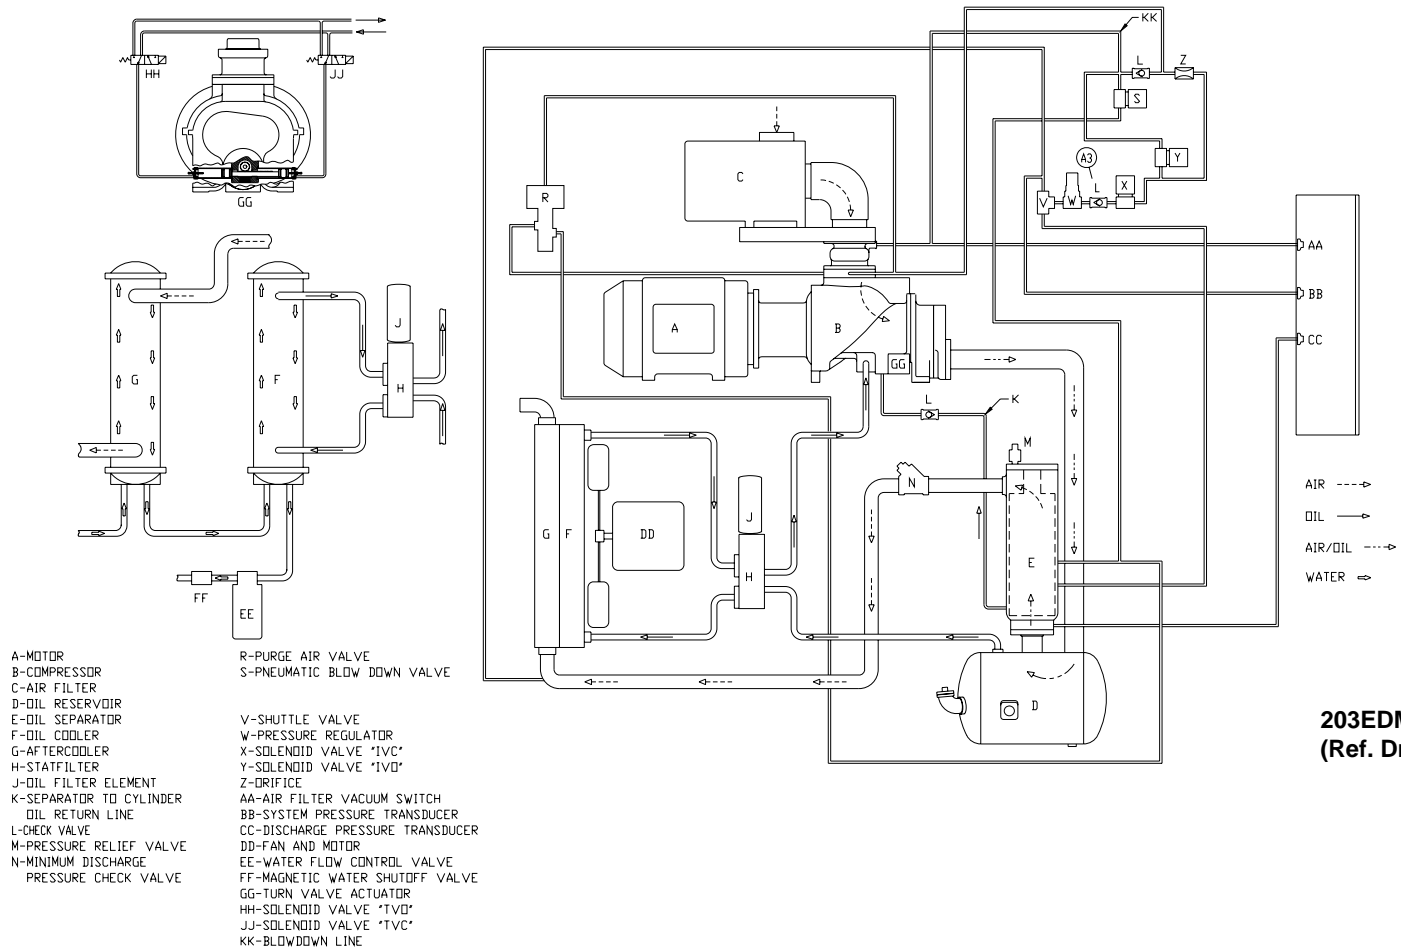 KK
HH
JJ
L
Z
S
A3
Y
L
X
V
W
GG
R
C
AA
BB
CC
A
B
GG
J
H
G
F
L
K
M
N
AIR
OIL
AIR/OIL
WATER
J
G
F
DD
H
E
D
FF
EE
A-MOTOR
B-COMPRESSOR
C-AIR FILTER
D-OIL RESERVOIR
E-OIL SEPARATOR
F-OIL COOLER
G-AFTERCOOLER
H-STATFILTER
J-OIL FILTER ELEMENT
K-SEPARATOR TO CYLINDER
OIL RETURN LINE
L-CHECK VALVE
M-PRESSURE RELIEF VALVE
N-MINIMUM DISCHARGE
PRESSURE CHECK VALVE
R-PURGE AIR VALVE
S-PNEUMATIC BLOW DOWN VALVE
V-SHUTTLE VALVE
W-PRESSURE REGULATOR
X-SOLENOID VALVE "IVC"
Y-SOLENOID VALVE "IVO"
Z-ORIFICE
AA-AIR FILTER VACUUM SWITCH
BB-SYSTEM PRESSURE TRANSDUCER
CC-DISCHARGE PRESSURE TRANSDUCER
DD-FAN AND MOTOR
EE-WATER FLOW CONTROL VALVE
FF-MAGNETIC WATER SHUTOFF VALVE
GG-TURN VALVE ACTUATOR
HH-SOLENOID VALVE "TVO"
JJ-SOLENOID VALVE "TVC"
KK-BLOWDOWN LINE
203EDM
(Ref. Dr